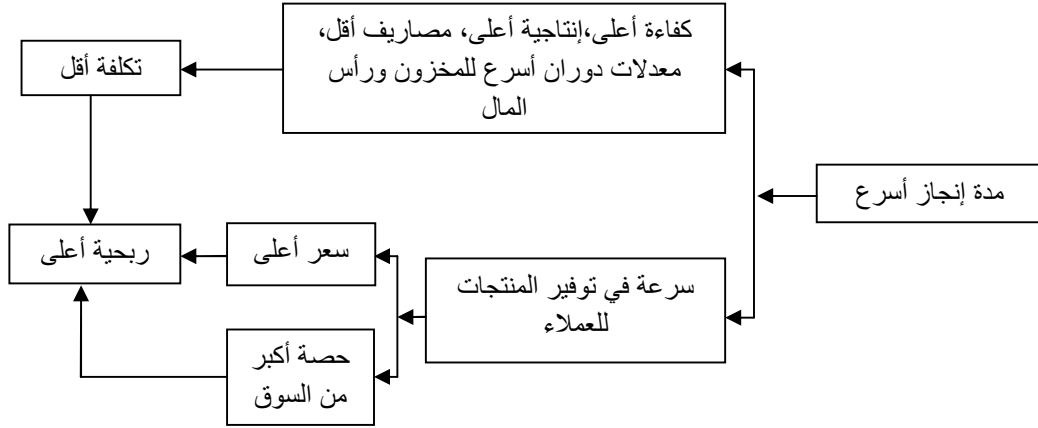 كفاءة أعلى،إنتاجية أعلى، مصاريف أقل،
معدلات دوران أسرع للمخزون ورأس
المال
تكلفة أقل
مدة إنجاز أسرع
سعر أعلى
ربحية أعلى
سرعة في توفير المنتجات
للعملاء
حصة أكبر
من السوق